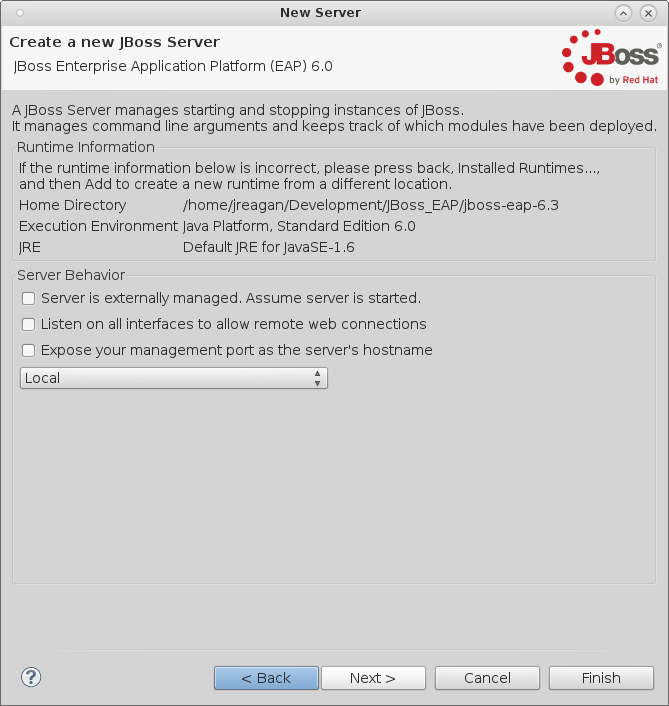 New Server
Create a new JBoss Server
JBoss Enterprise Application Platform (EAP) 6.0
JBoss®
by Red Hat
A JBoss Server manages starting and stopping instances of JBoss.
It manages command line arguments and keeps track of which modules have been deployed.
Runtime Information
If the runtime information below is incorrect, please press back, Installed Runtimes...,
and then Add to create a new runtime from a different location.
Home Directory /home/jreagan/Development/JBoss_EAP/jboss-eap-6.3
Execution Environment Java Platform, Standard Edition 6.0
JRE Default JRE for JavaSE-1.6
Server Behavior
Server is externally managed. Assume server is started.
Listen on all interfaces to allow remote web connections
Expose your management port as the server's hostname
Local
? < Back Next > Cancel Finish